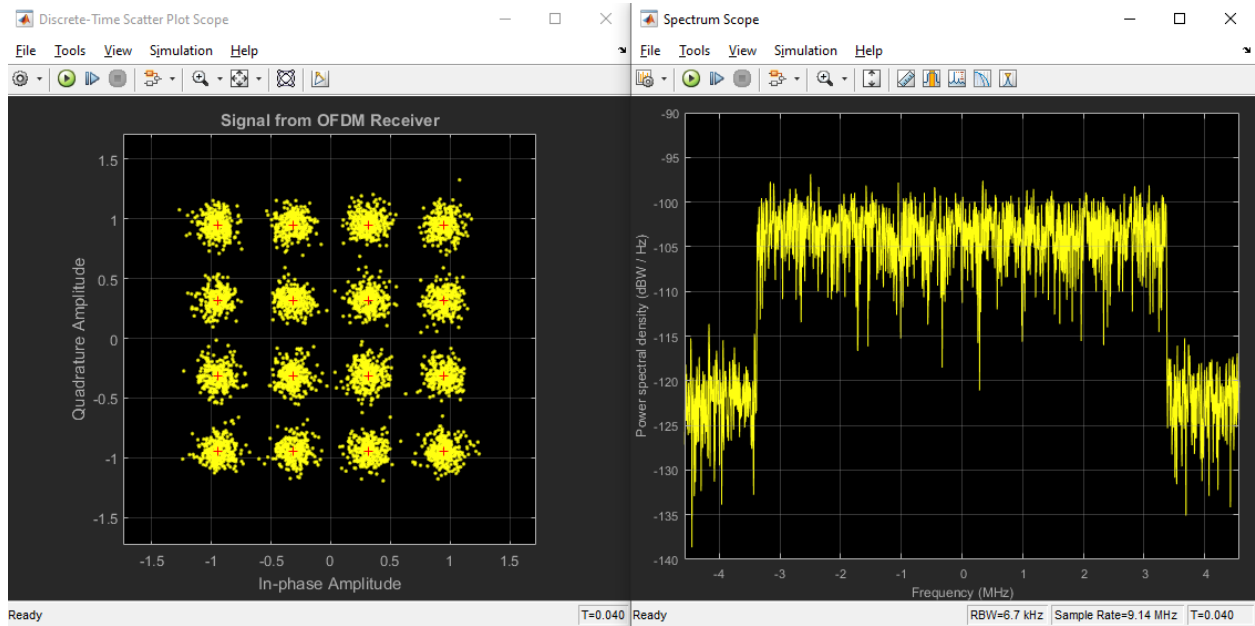 Discrete-Time Scatter Plot Scope
File Tools View Simulation Help
Signal from OFDM Receiver
1.5
1
0.5
0
-0.5
-1
-1.5
Quadrature Amplitude
-1.5 -1 -0.5 0 0.5 1 1.5
In-phase Amplitude
Ready T=0.040
Spectrum Scope
File Tools View Simulation Help
-90
-95
-100
-105
-110
-115
-120
-125
-130
-135
-140
Power spectral density (dBW / Hz)
-4 -3 -2 -1 0 1 2 3 4
Frequency (MHz)
Ready RBW=6.7 kHz Sample Rate=9.14 MHz T=0.040